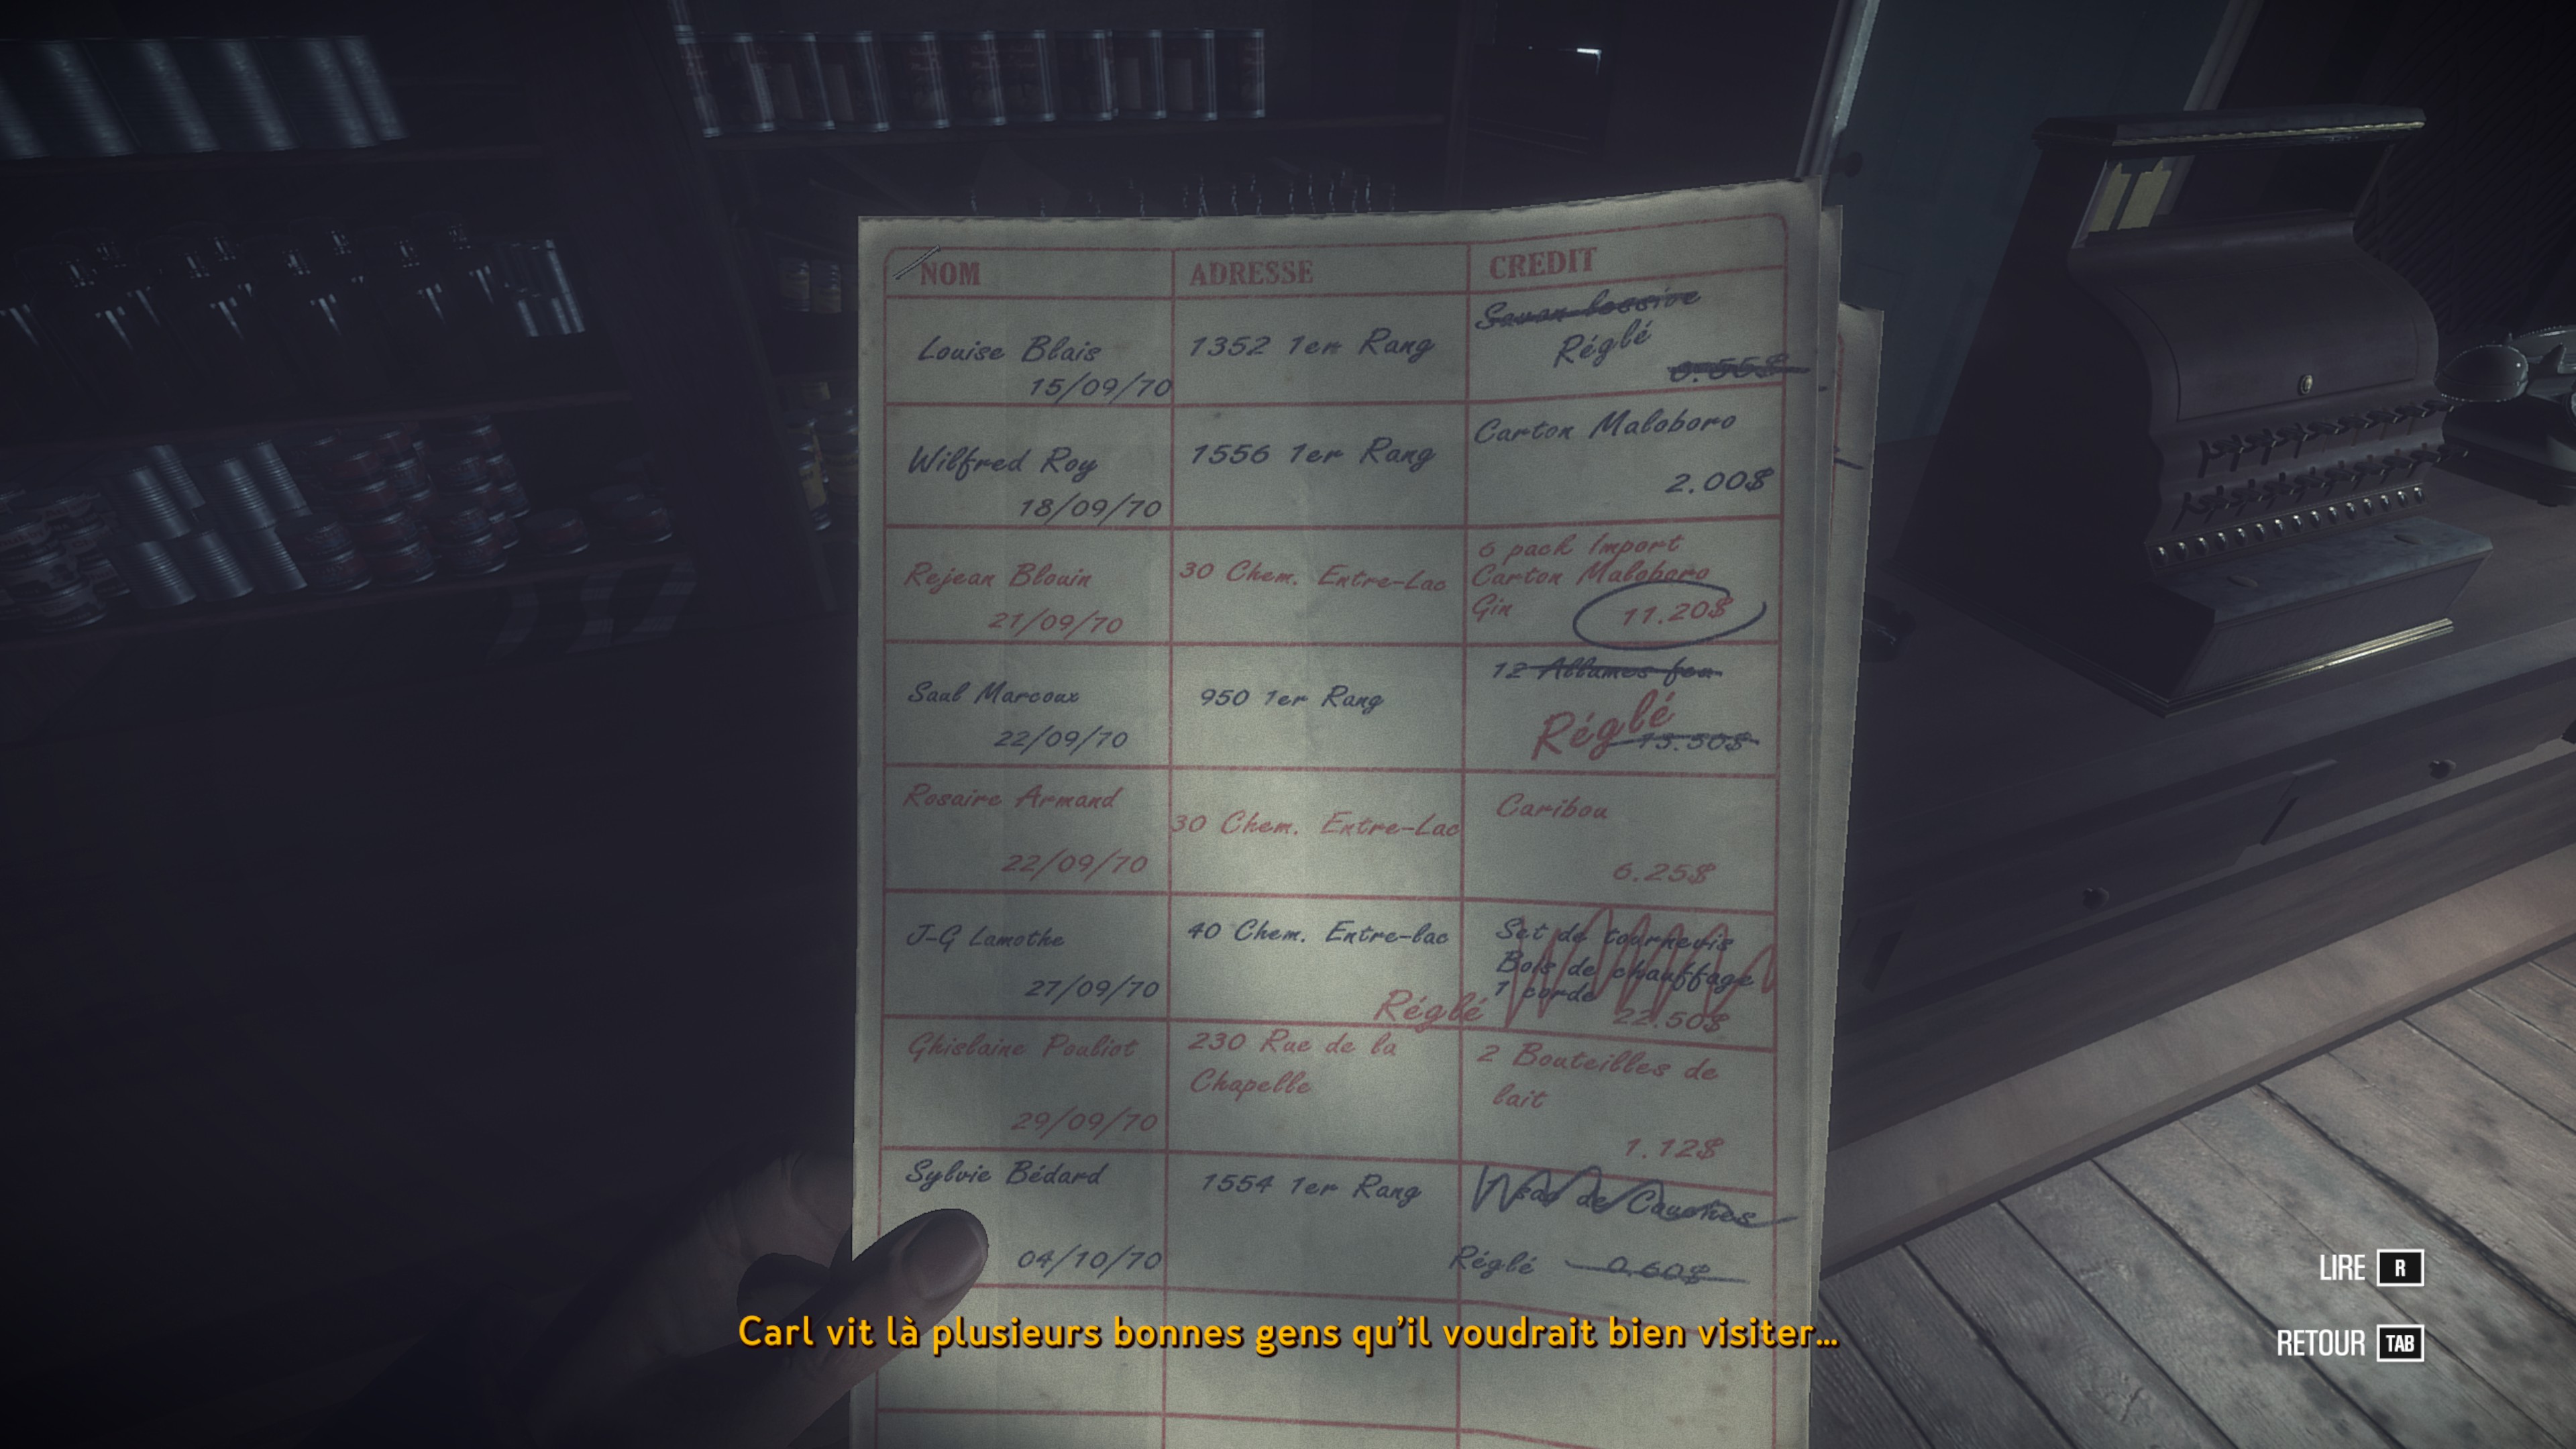 NOM ADRESSE CREDIT
Louise Blais 1352 1er Rang Savon lessive
Réglé
15/09/70 0.55$
Wilfred Roy 1556 1er Rang Carton Maloboro
18/09/70 2.00$
Rejean Blouin 30 Chem. Entre-Lac 6 pack Import
Carton Maloboro
21/09/70 Gin 11.20$
Saul Marcoux 950 1er Rang 12 Allumes feu
22/09/70 Réglé 13.50$
Rosaire Armand 30 Chem. Entre-Lac Caribou
22/09/70 6.25$
J-G Lamothe 40 Chem. Entre-lac Set de tournevis
Bois de chauffage
1 corde
27/09/70 Réglé 22.50$
Ghislaine Pouliot 230 Rue de la 2 Bouteilles de
Chapelle lait
29/09/70 1.12$
Sylvie Bédard 1554 1er Rang 1 sac de
04/10/70 Réglé 0.60$
LIRE R
Carl vit là plusieurs bonnes gens qu'il voudrait bien visiter...
RETOUR TAB